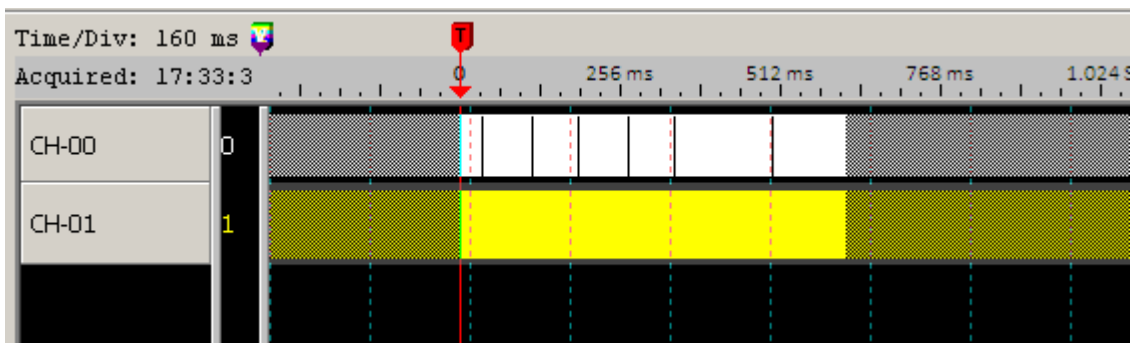 Time/Div: 160 ms
T
Acquired: 17:33:3
0 256 ms 512 ms 768 ms 1.024 S
CH-00 0
CH-01 1